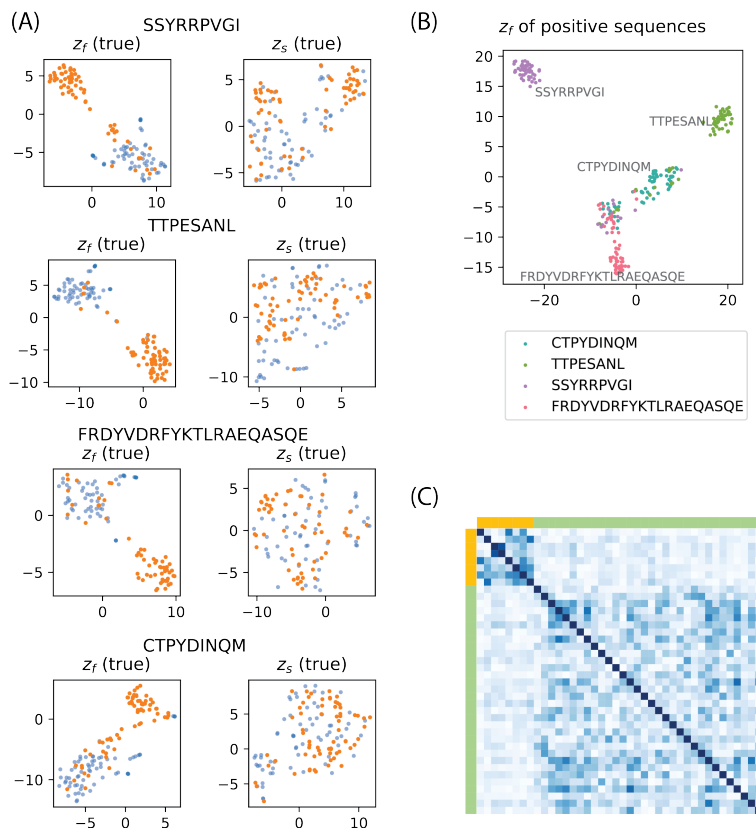 (A)
SSYRRPVGI
z_f (true)
z_s (true)
5
0
−5
0
10
5
0
−5
0
10
TTPESANL
z_f (true)
z_s (true)
5
0
−5
−10
−10
0
5
0
−5
−10
−5
0
5
FRDYVDRFYKTLRAEQASQE
z_f (true)
z_s (true)
0
−5
0
10
5
0
−5
−10
0
CTPYDINQM
z_f (true)
z_s (true)
0
−10
−5
0
5
5
0
−5
0
10
(B)
z_f of positive sequences
20
15
10
5
0
−5
−10
−15
−20
0
20
SSYRRPVGI
TTPESANL
CTPYDINQM
FRDYVDRFYKTLRAEQASQE
CTPYDINQM
TTPESANL
SSYRRPVGI
FRDYVDRFYKTLRAEQASQE
(C)